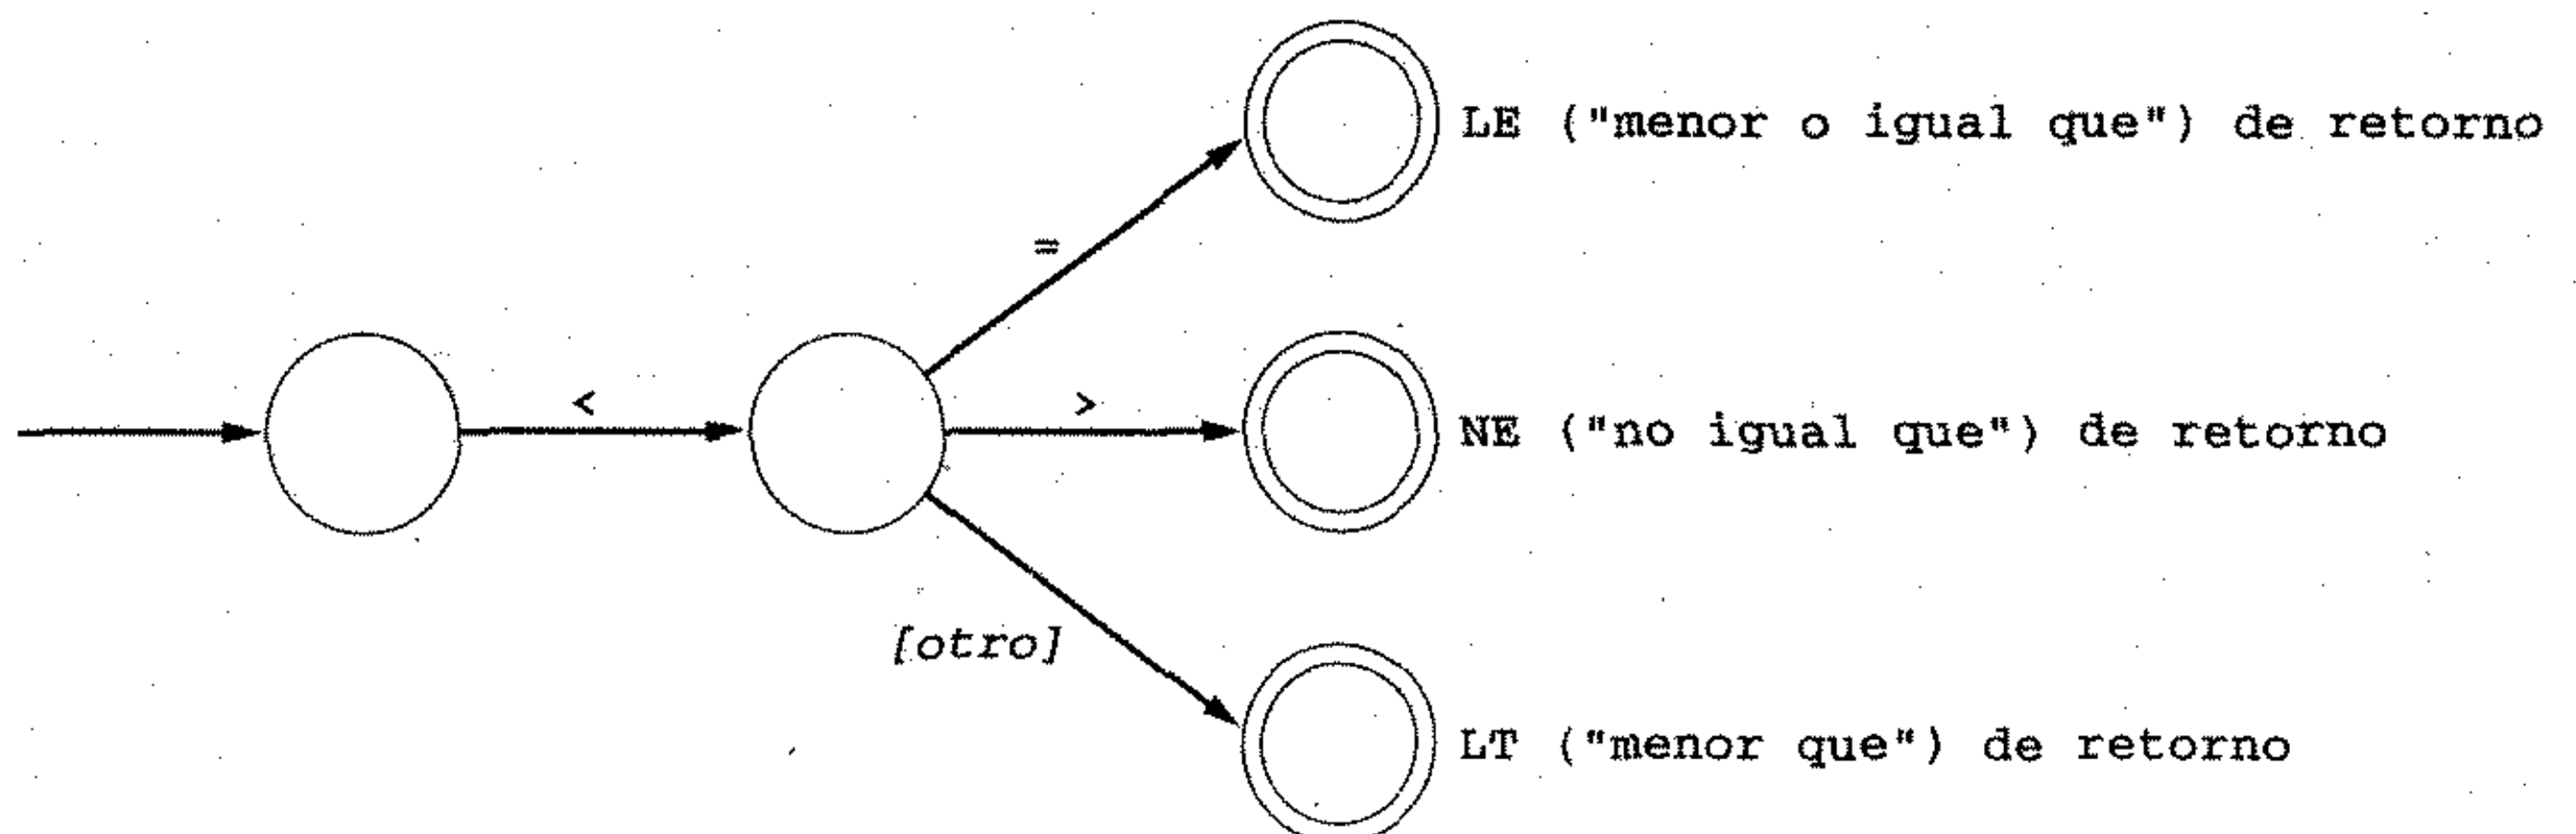 LE ("menor o igual que") de retorno
=
<
>
NE ("no igual que") de retorno
[otro]
LT ("menor que") de retorno